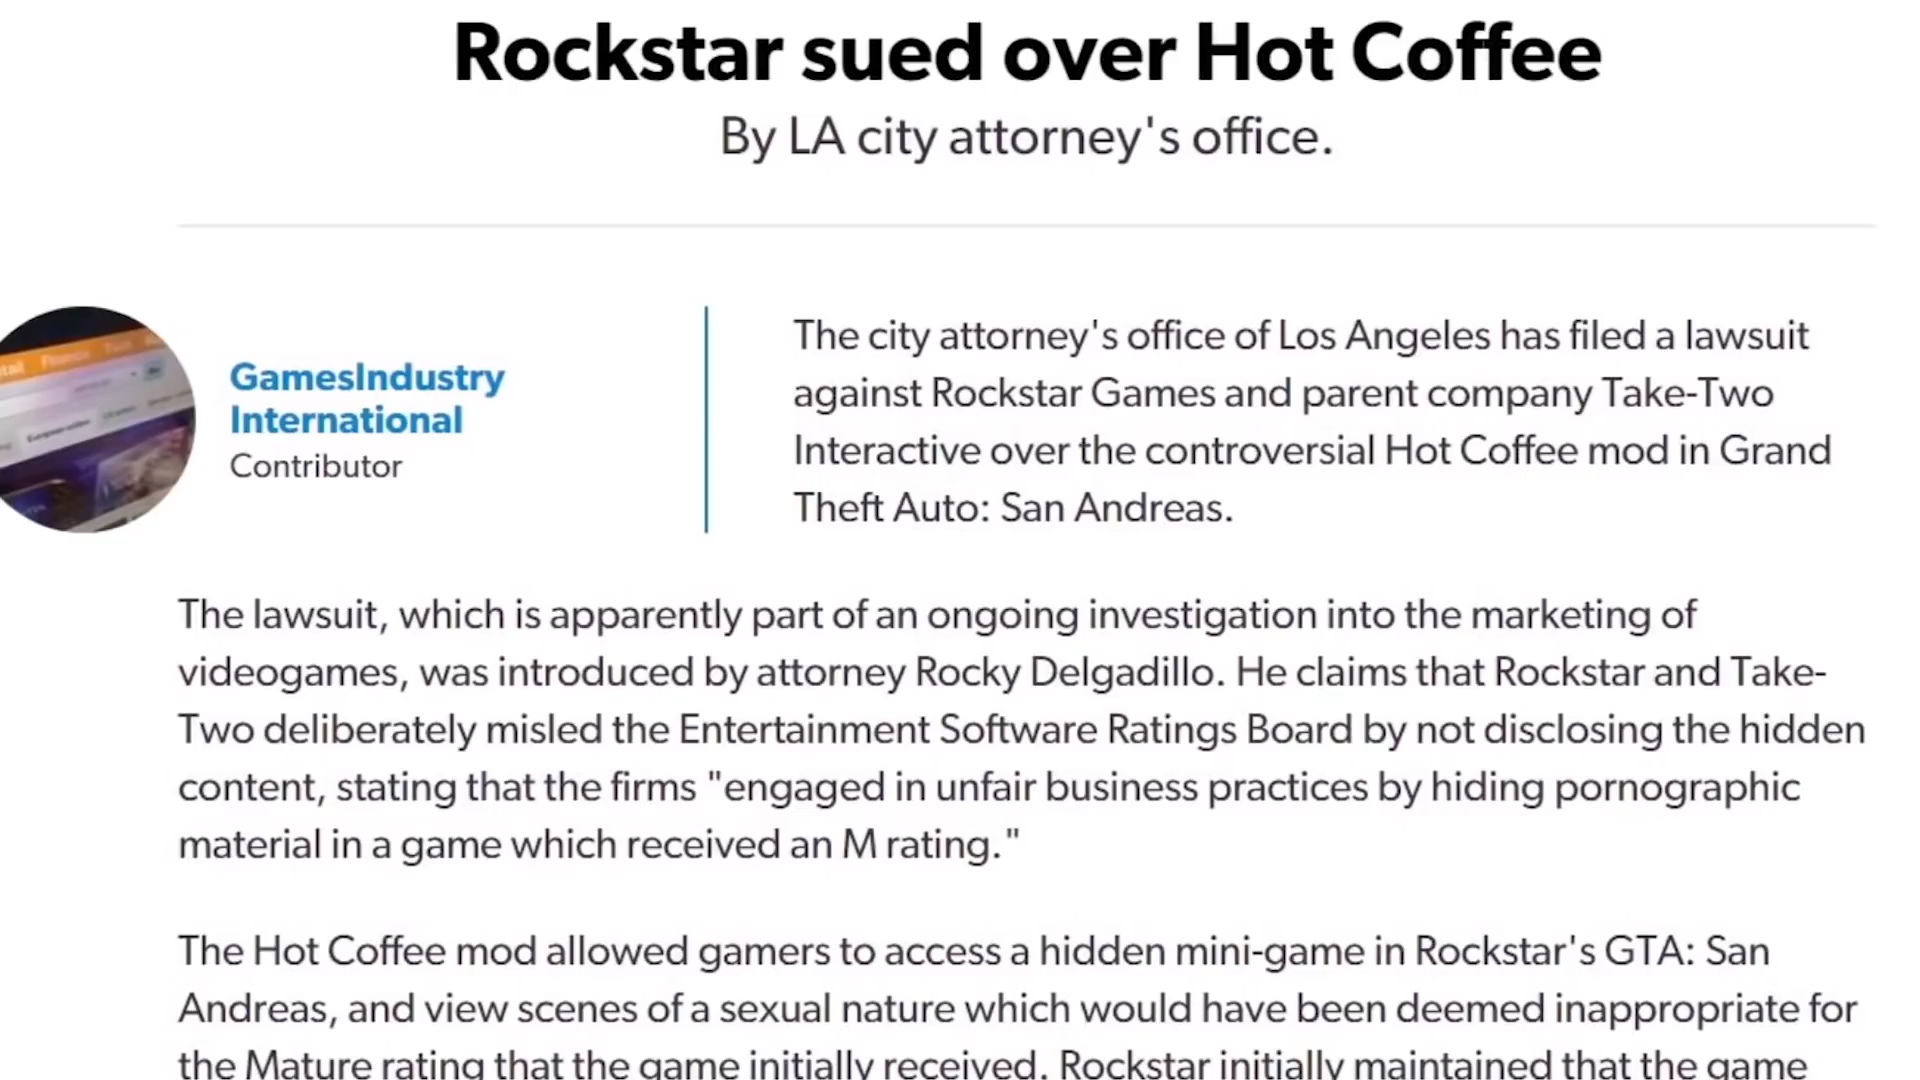 Rockstar sued over Hot Coffee
By LA city attorney's office.
GamesIndustry
International
Contributor
The city attorney's office of Los Angeles has filed a lawsuit
against Rockstar Games and parent company Take-Two
Interactive over the controversial Hot Coffee mod in Grand
Theft Auto: San Andreas.
The lawsuit, which is apparently part of an ongoing investigation into the marketing of
videogames, was introduced by attorney Rocky Delgadillo. He claims that Rockstar and Take-
Two deliberately misled the Entertainment Software Ratings Board by not disclosing the hidden
content, stating that the firms "engaged in unfair business practices by hiding pornographic
material in a game which received an M rating."
The Hot Coffee mod allowed gamers to access a hidden mini-game in Rockstar's GTA: San
Andreas, and view scenes of a sexual nature which would have been deemed inappropriate for
the Mature rating that the game initially received. Rockstar initially maintained that the game